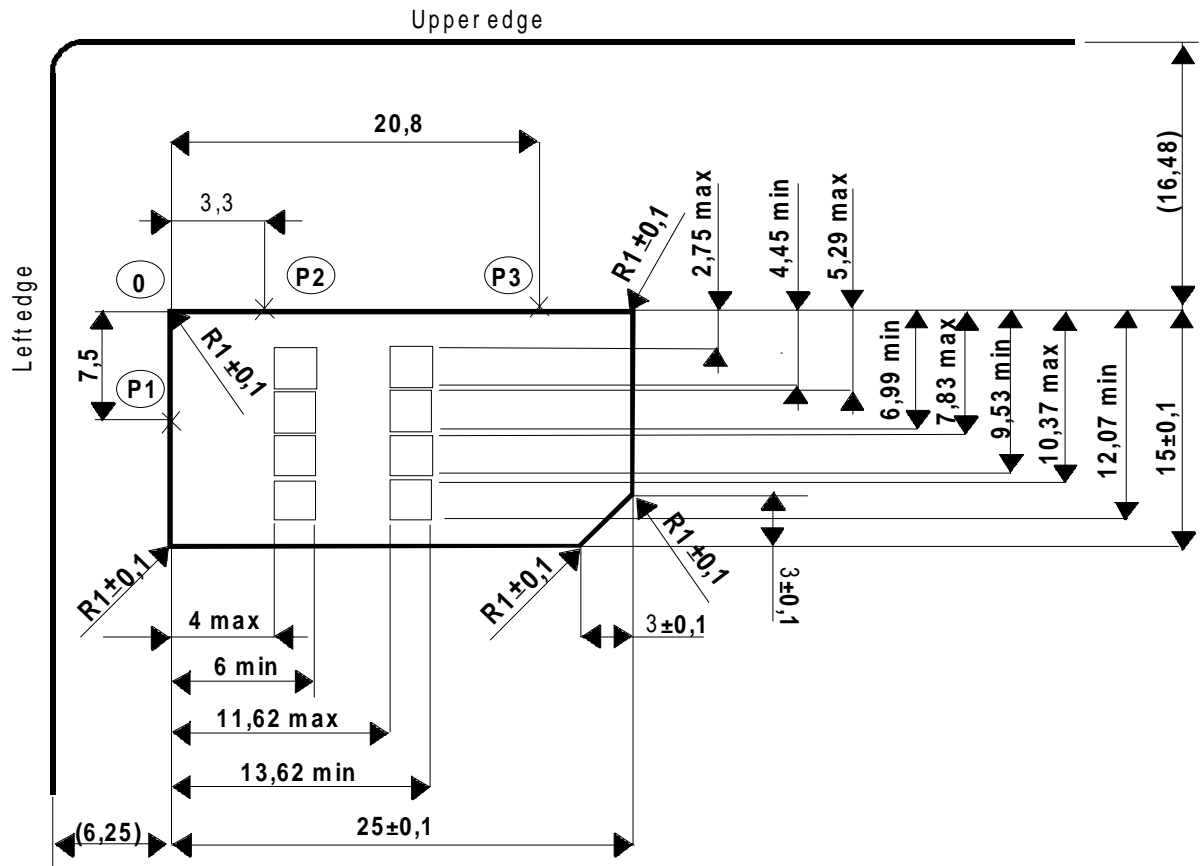 Upper edge
Left edge
20,8
3,3
(16,48)
0
P2
P3
R1±0,1
2,75 max
4,45 min
5,29 max
7,5
P1
R1±0,1
6,99 min
7,83 max
9,53 min
10,37 max
12,07 min
15±0,1
R1±0,1
R1±0,1
R1±0,1
3±0,1
3±0,1
4 max
6 min
11,62 max
13,62 min
(6,25)
25±0,1